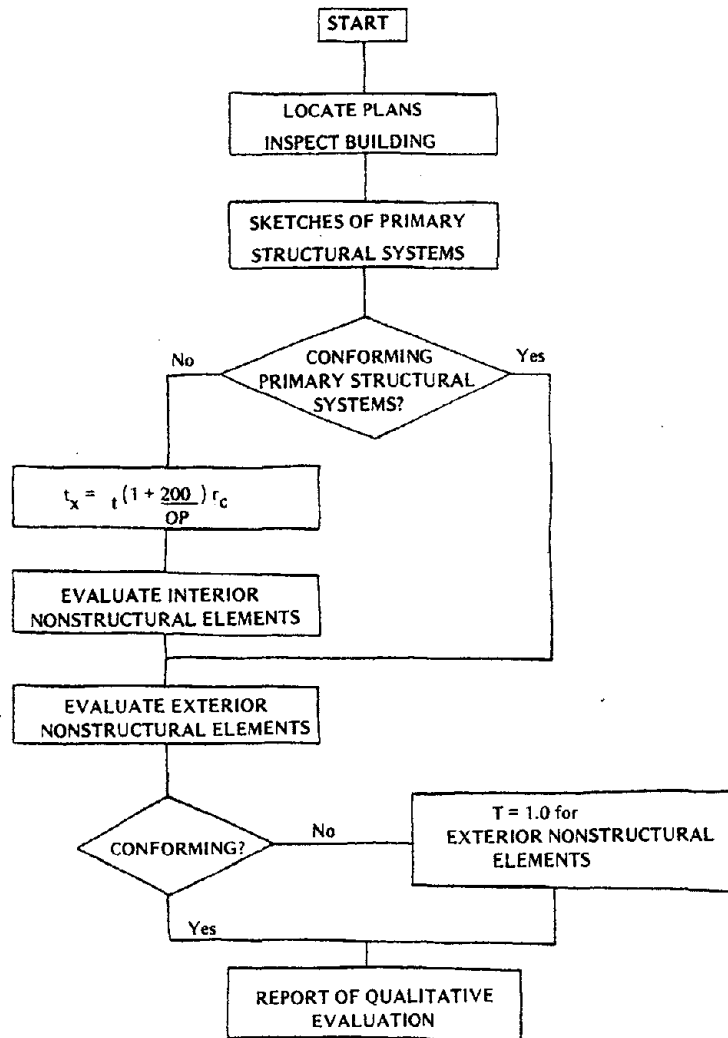 START
LOCATE PLANS
INSPECT BUILDING
SKETCHES OF PRIMARY
STRUCTURAL SYSTEMS
No
CONFORMING
PRIMARY STRUCTURAL
SYSTEMS?
Yes
t_x = t (1 + 200/OP) r_c
EVALUATE INTERIOR
NONSTRUCTURAL ELEMENTS
EVALUATE EXTERIOR
NONSTRUCTURAL ELEMENTS
CONFORMING?
No
T = 1.0 for
EXTERIOR NONSTRUCTURAL
ELEMENTS
Yes
REPORT OF QUALITATIVE
EVALUATION